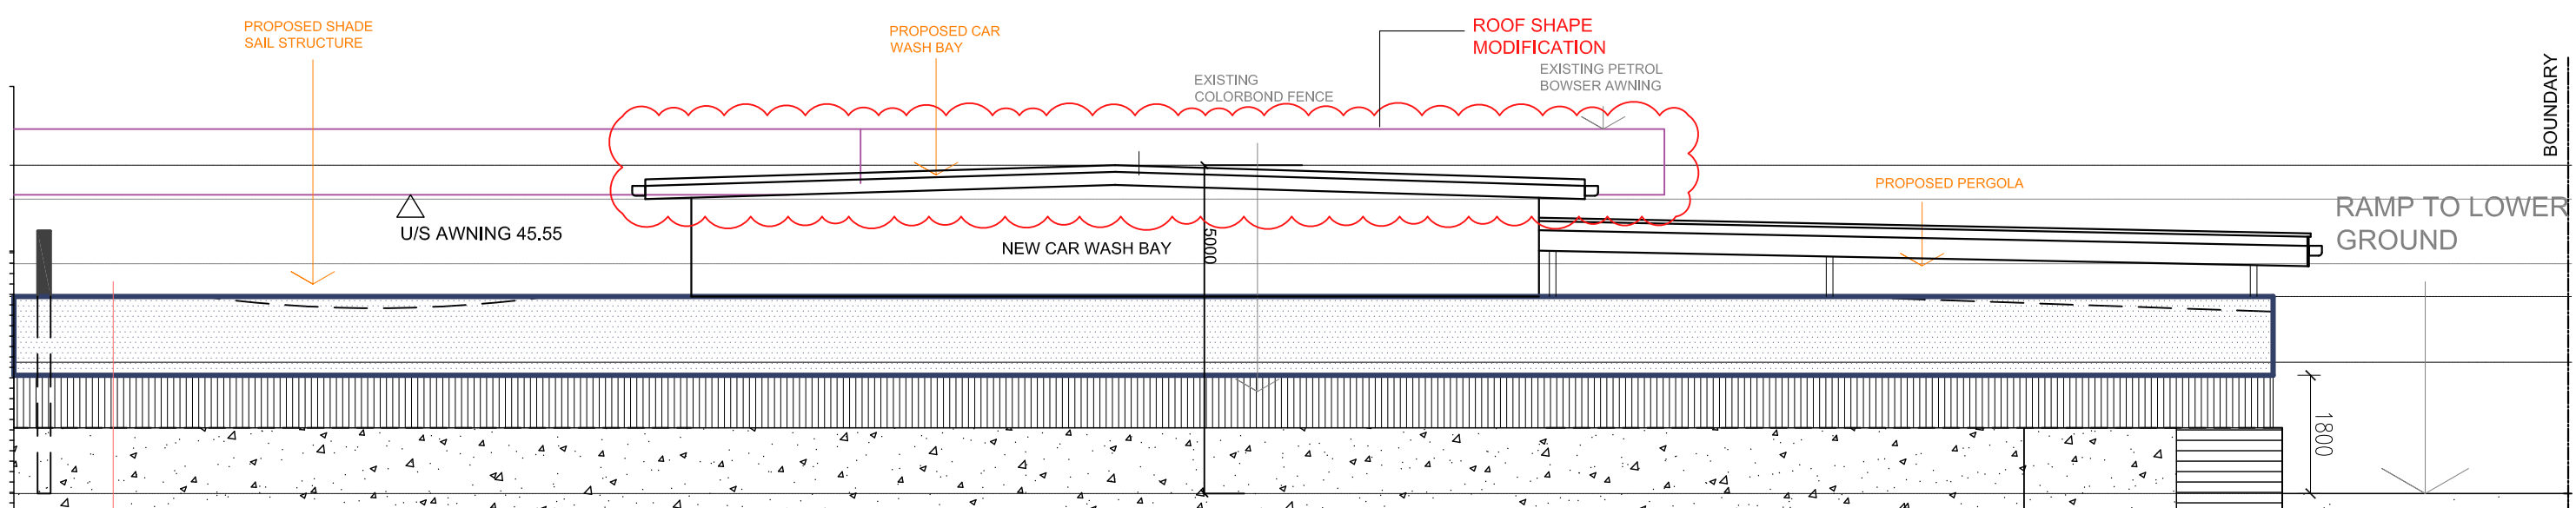 PROPOSED SHADE
SAIL STRUCTURE
PROPOSED CAR
WASH BAY
ROOF SHAPE
MODIFICATION
EXISTING
COLORBOND FENCE
EXISTING PETROL
BOWSER AWNING
BOUNDARY
PROPOSED PERGOLA
RAMP TO LOWER
GROUND
U/S AWNING 45.55
NEW CAR WASH BAY
5000
1800